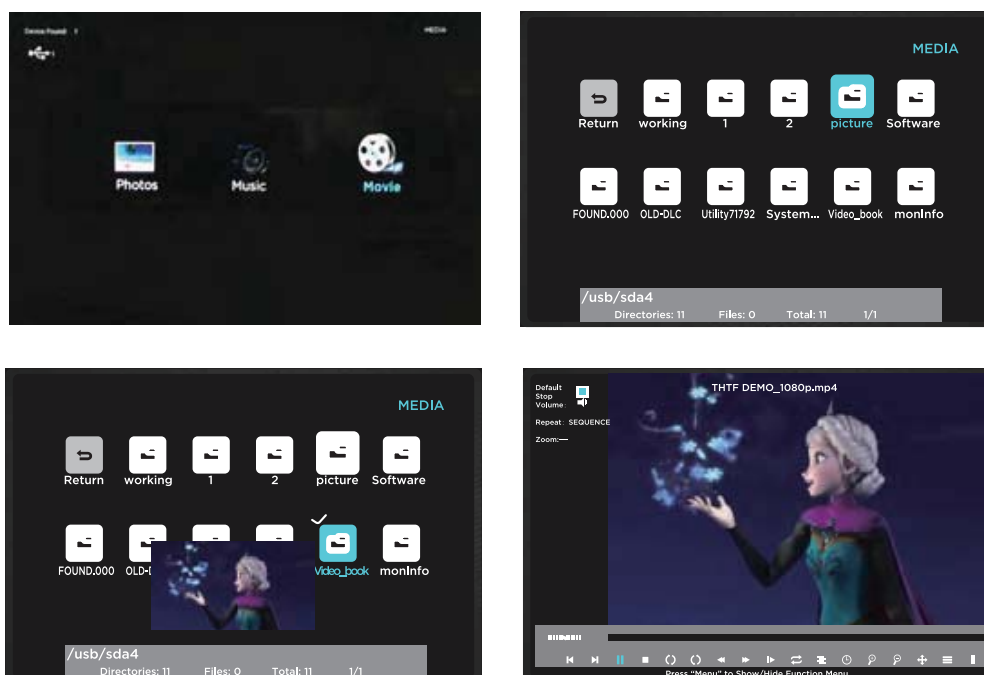 Device Found: 1
MEDIA
Photos Music Movie
MEDIA
Return working 1 2 picture Software
FOUND.000 OLD-DLC Utility71792 System... Video_book monInfo
/usb/sda4
Directories: 11 Files: 0 Total: 11 1/1
MEDIA
Return working 1 2 picture Software
FOUND.000 Video_book monInfo
/usb/sda4
Directories: 11 Files: 0 Total: 11 1/1
THTF DEMO_1080p.mp4
Default
Stop
Volume:
Repeat: SEQUENCE
Zoom:—
Press "Menu" to Show/Hide Function Menu